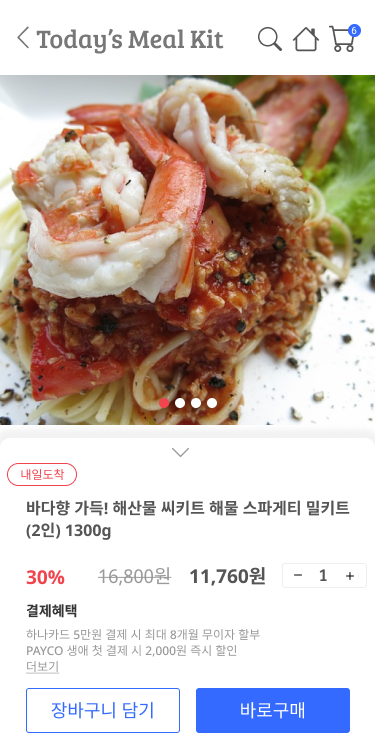 Today's Meal Kit
6
내일도착
바다향 가득! 해산물 씨키트 해물 스파게티 밀키트
(2인) 1300g
30% 16,800원 11,760원 − 1 +
결제혜택
하나카드 5만원 결제 시 최대 8개월 무이자 할부
PAYCO 생애 첫 결제 시 2,000원 즉시 할인
더보기
장바구니 담기 바로구매